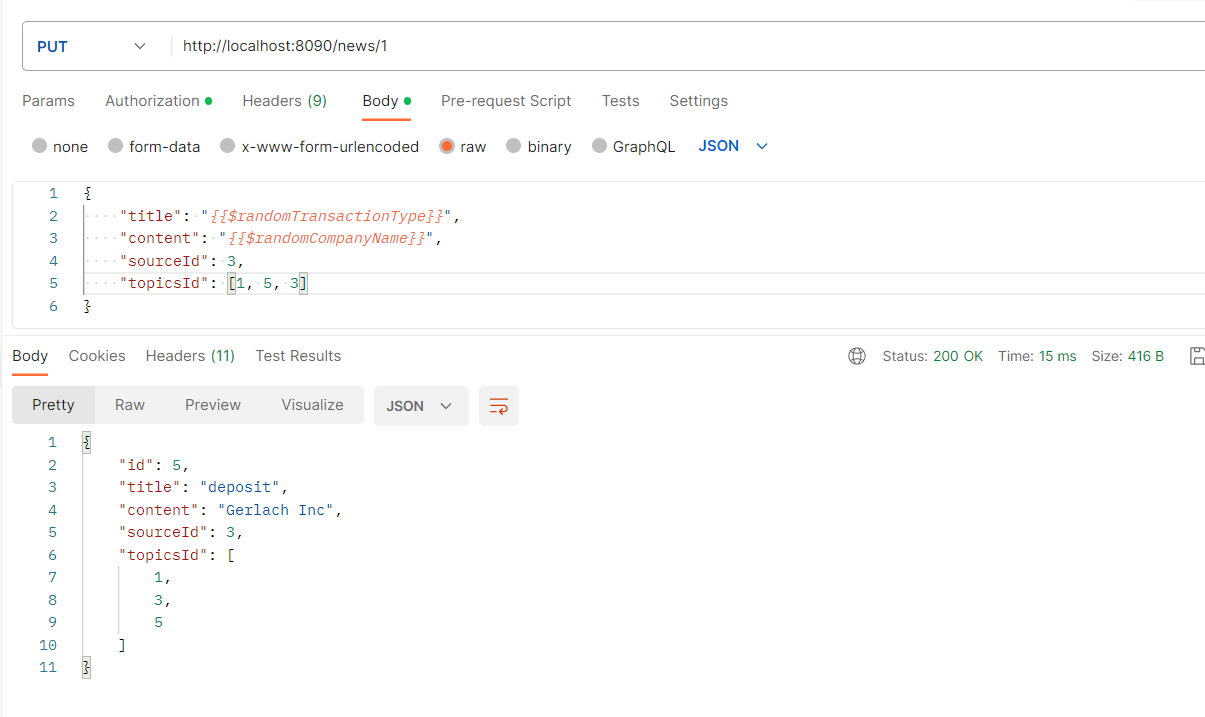 PUT http://localhost:8090/news/1
Params Authorization Headers (9) Body Pre-request Script Tests Settings
none form-data x-www-form-urlencoded raw binary GraphQL JSON
1 {
2 "title": "{{$randomTransactionType}}",
3 "content": "{{$randomCompanyName}}",
4 "sourceId": 3,
5 "topicsId": [1, 5, 3]
6 }
Body Cookies Headers (11) Test Results Status: 200 OK Time: 15 ms Size: 416 B
Pretty Raw Preview Visualize JSON
1 {
2 "id": 5,
3 "title": "deposit",
4 "content": "Gerlach Inc",
5 "sourceId": 3,
6 "topicsId": [
7 1,
8 3,
9 5
10 ]
11 }